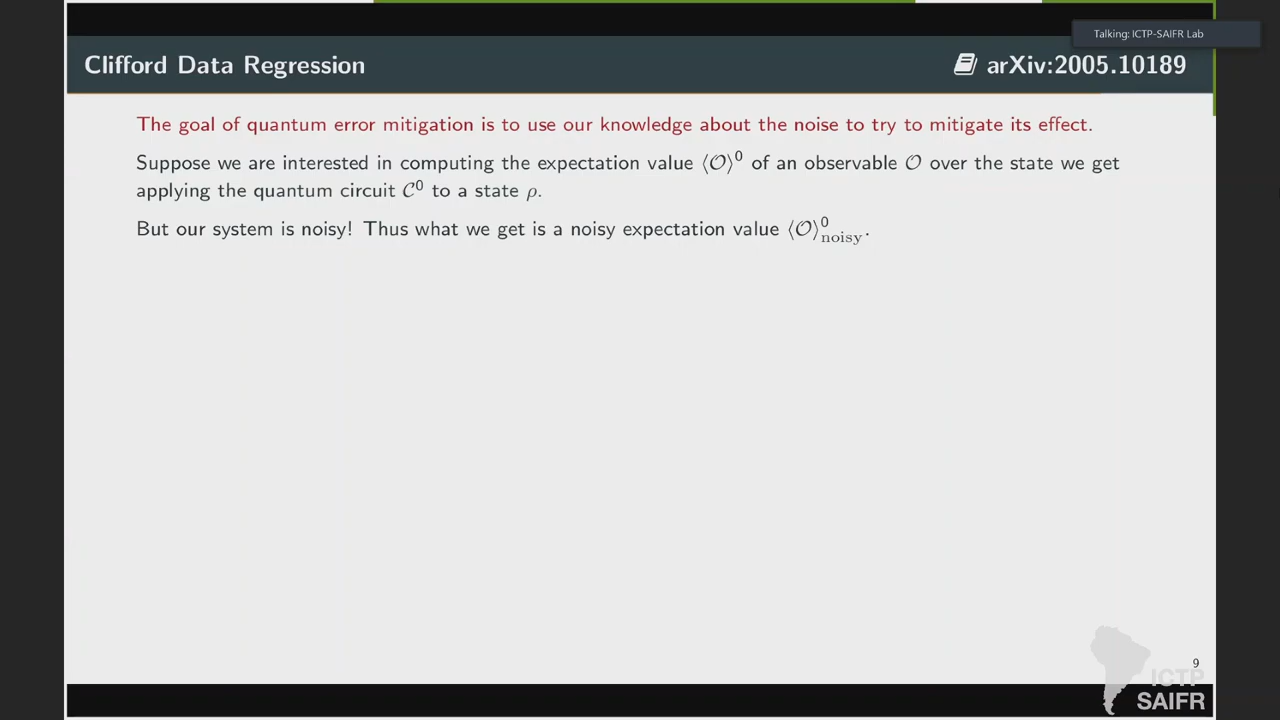 Talking: ICTP-SAIFR Lab
Clifford Data Regression
arXiv:2005.10189
The goal of quantum error mitigation is to use our knowledge about the noise to try to mitigate its effect.
Suppose we are interested in computing the expectation value ⟨𝒪⟩⁰ of an observable 𝒪 over the state we get
applying the quantum circuit 𝒞⁰ to a state ρ.
But our system is noisy! Thus what we get is a noisy expectation value ⟨𝒪⟩⁰_noisy.
9
ICTP
SAIFR